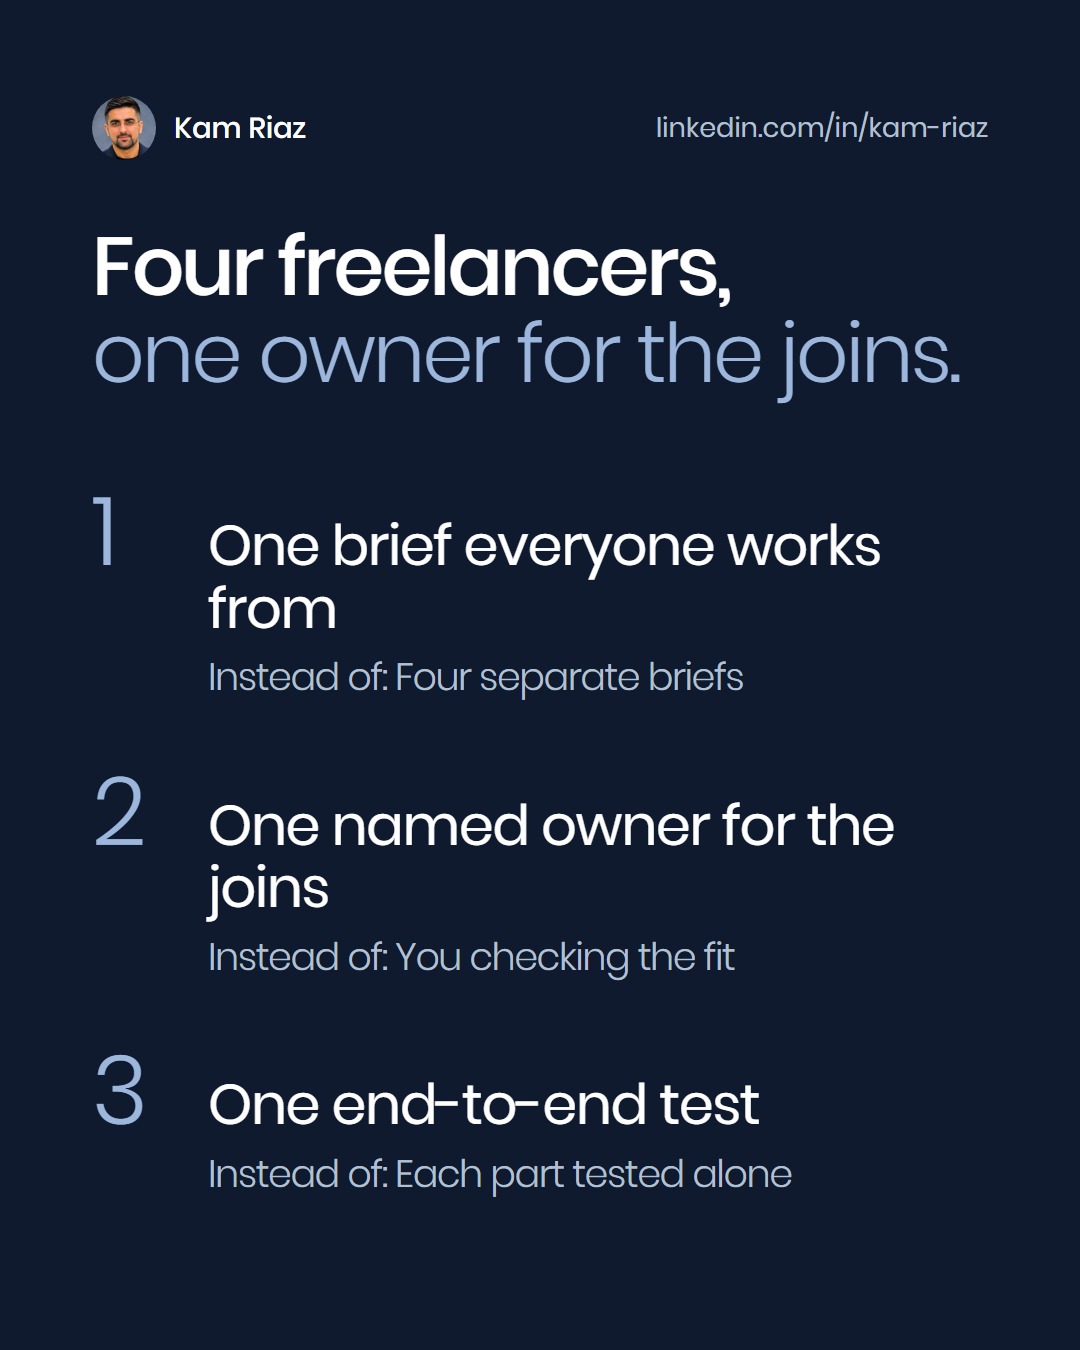 Kam Riaz
linkedin.com/in/kam-riaz
Four freelancers,
one owner for the joins.
1
One brief everyone works
from
Instead of: Four separate briefs
2
One named owner for the
joins
Instead of: You checking the fit
3
One end-to-end test
Instead of: Each part tested alone